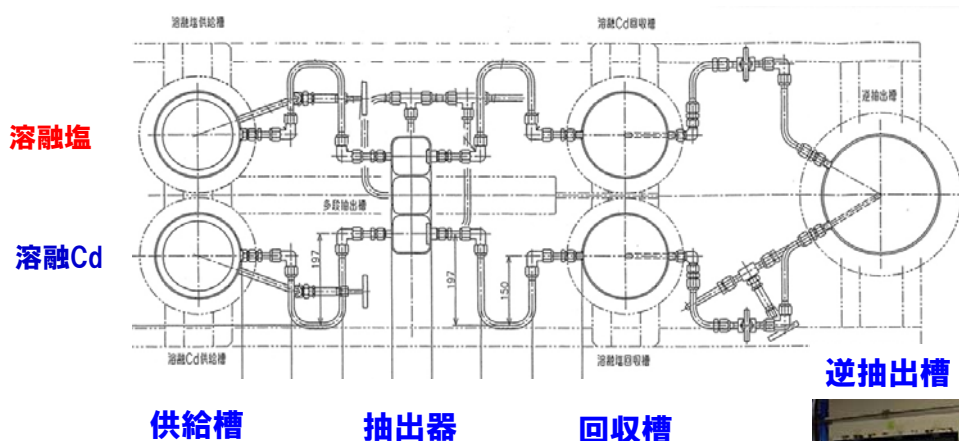 溶融塩供給槽
溶融Cd回収槽
逆抽出槽
溶融塩
多段抽出槽
溶融Cd
197
197
150
溶融Cd供給槽
溶融塩回収槽
逆抽出槽
供給槽
抽出器
回収槽